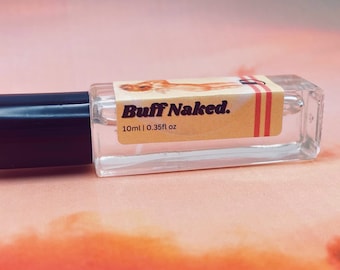 Buff Naked.
10ml | 0.35fl oz